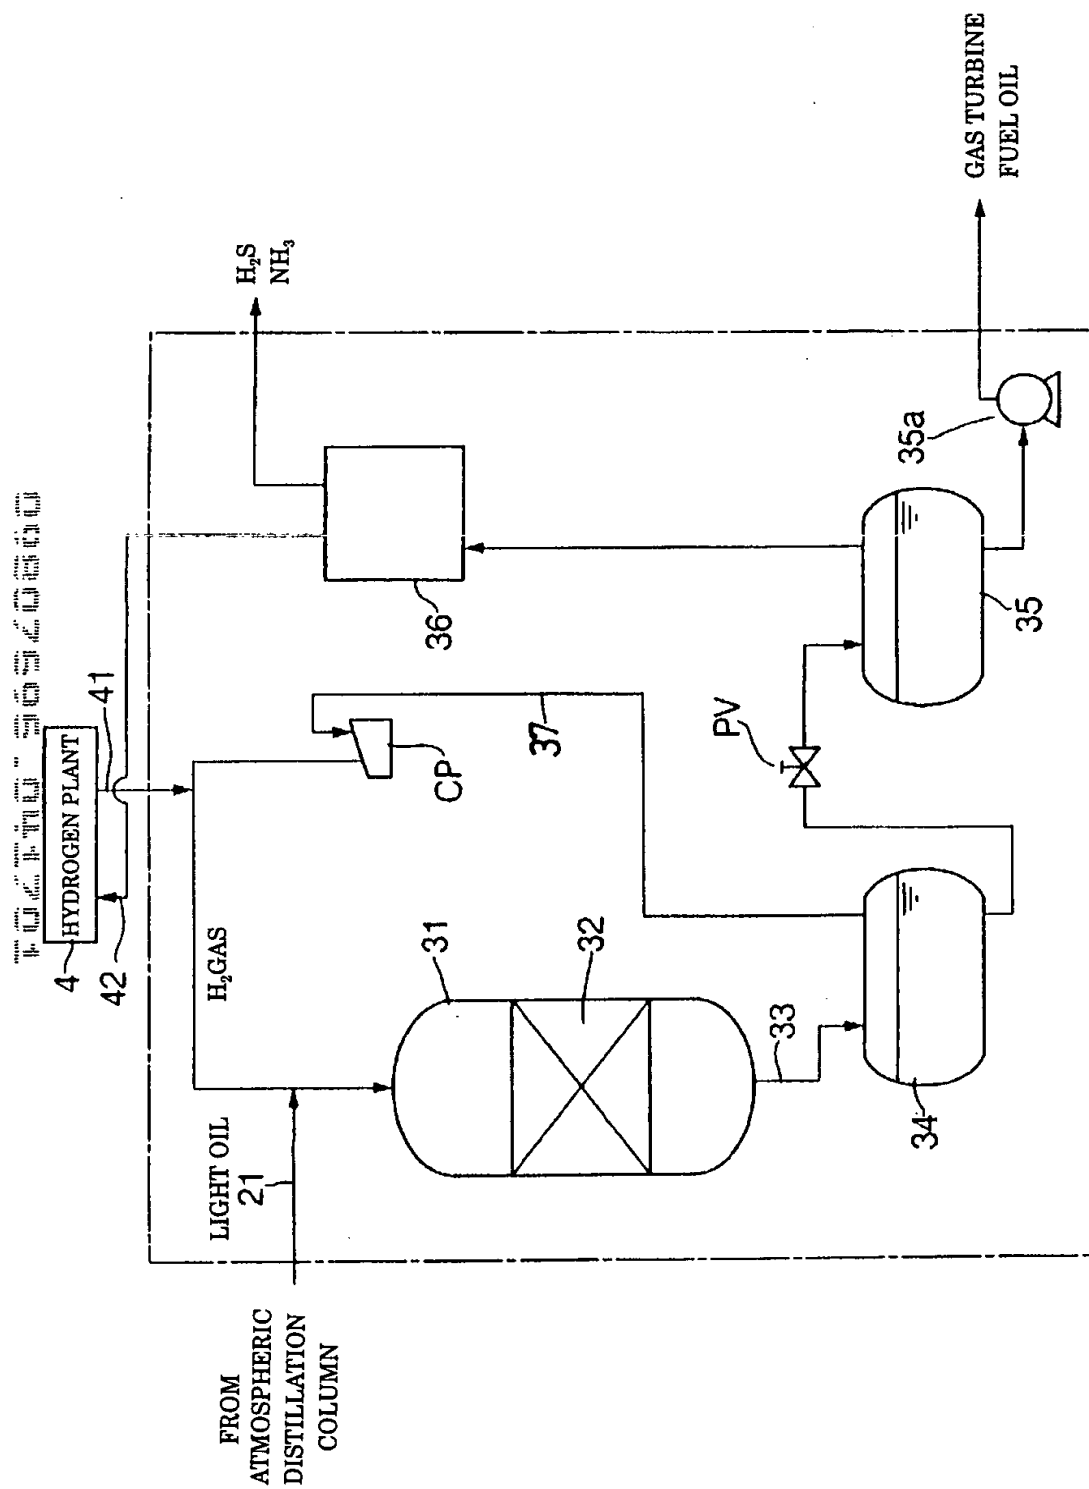 4
HYDROGEN PLANT
42
41
FROM
ATMOSPHERIC
DISTILLATION
COLUMN
LIGHT OIL
21
H₂GAS
H₂S
NH₃
31
CP
36
32
37
PV
33
34
35
35a
GAS TURBINE
FUEL OIL